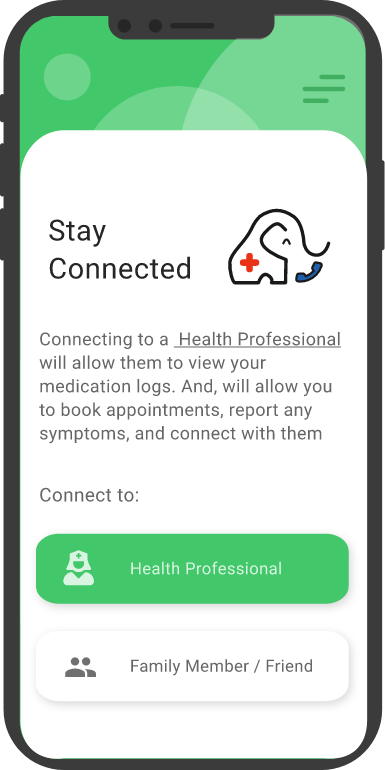 Stay
Connected
Connecting to a Health Professional
will allow them to view your
medication logs. And, will allow you
to book appointments, report any
symptoms, and connect with them
Connect to:
Health Professional
Family Member / Friend